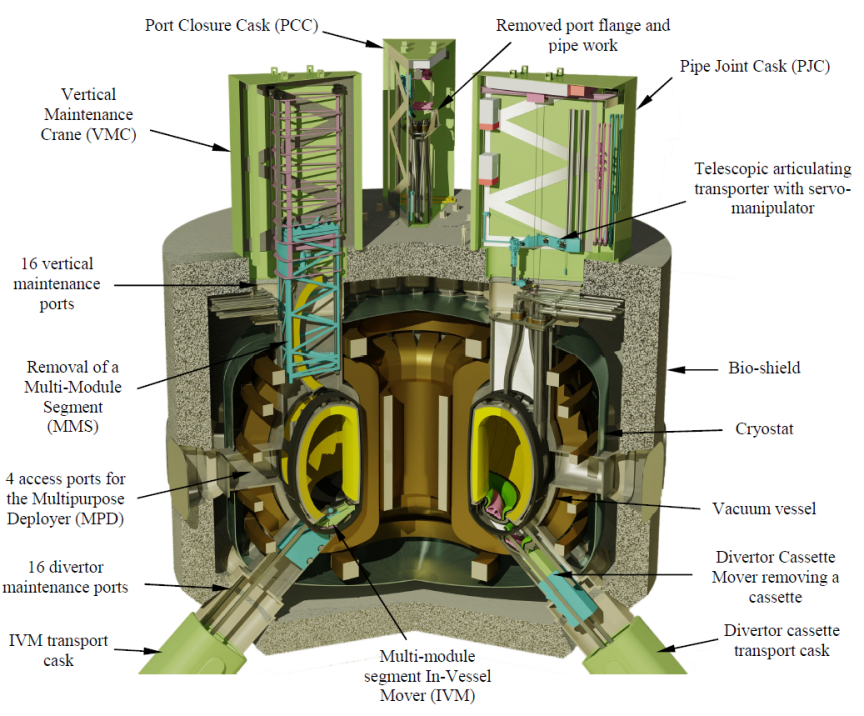 Port Closure Cask (PCC)
Removed port flange and
pipe work
Pipe Joint Cask (PJC)
Vertical
Maintenance
Crane (VMC)
Telescopic articulating
transporter with servo-
manipulator
16 vertical
maintenance
ports
Removal of a
Multi-Module
Segment
(MMS)
Bio-shield
Cryostat
4 access ports for
the Multipurpose
Deployer (MPD)
Vacuum vessel
16 divertor
maintenance ports
Divertor Cassette
Mover removing a
cassette
IVM transport
cask
Multi-module
segment In-Vessel
Mover (IVM)
Divertor cassette
transport cask